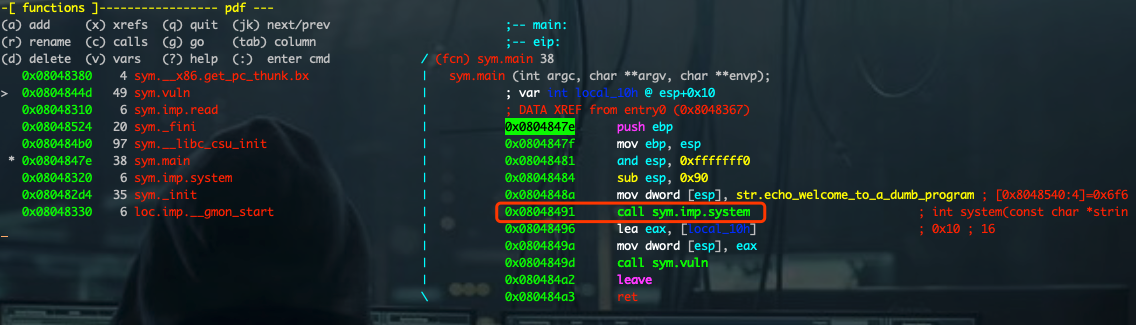 -[ functions ]----------------- pdf ---
(a) add (x) xrefs (q) quit (jk) next/prev
(r) rename (c) calls (g) go (tab) column
(d) delete (v) vars (?) help (:) enter cmd
0x08048380 4 sym.__x86.get_pc_thunk.bx
> 0x0804844d 49 sym.vuln
0x08048310 6 sym.imp.read
0x08048524 20 sym._fini
0x080484b0 97 sym.__libc_csu_init
* 0x0804847e 38 sym.main
0x08048320 6 sym.imp.system
0x080482d4 35 sym._init
0x08048330 6 loc.imp.__gmon_start
;-- main:
;-- eip:
/ (fcn) sym.main 38
| sym.main (int argc, char **argv, char **envp);
| ; var int local_10h @ esp+0x10
| ; DATA XREF from entry0 (0x8048367)
| 0x0804847e push ebp
| 0x0804847f mov ebp, esp
| 0x08048481 and esp, 0xfffffff0
| 0x08048484 sub esp, 0x90
| 0x0804848a mov dword [esp], str.echo_welcome_to_a_dumb_program ; [0x8048540:4]=0x6f6
| 0x08048491 call sym.imp.system ; int system(const char *strin
| 0x08048496 lea eax, [local_10h] ; 0x10 ; 16
| 0x0804849a mov dword [esp], eax
| 0x0804849d call sym.vuln
| 0x080484a2 leave
\ 0x080484a3 ret